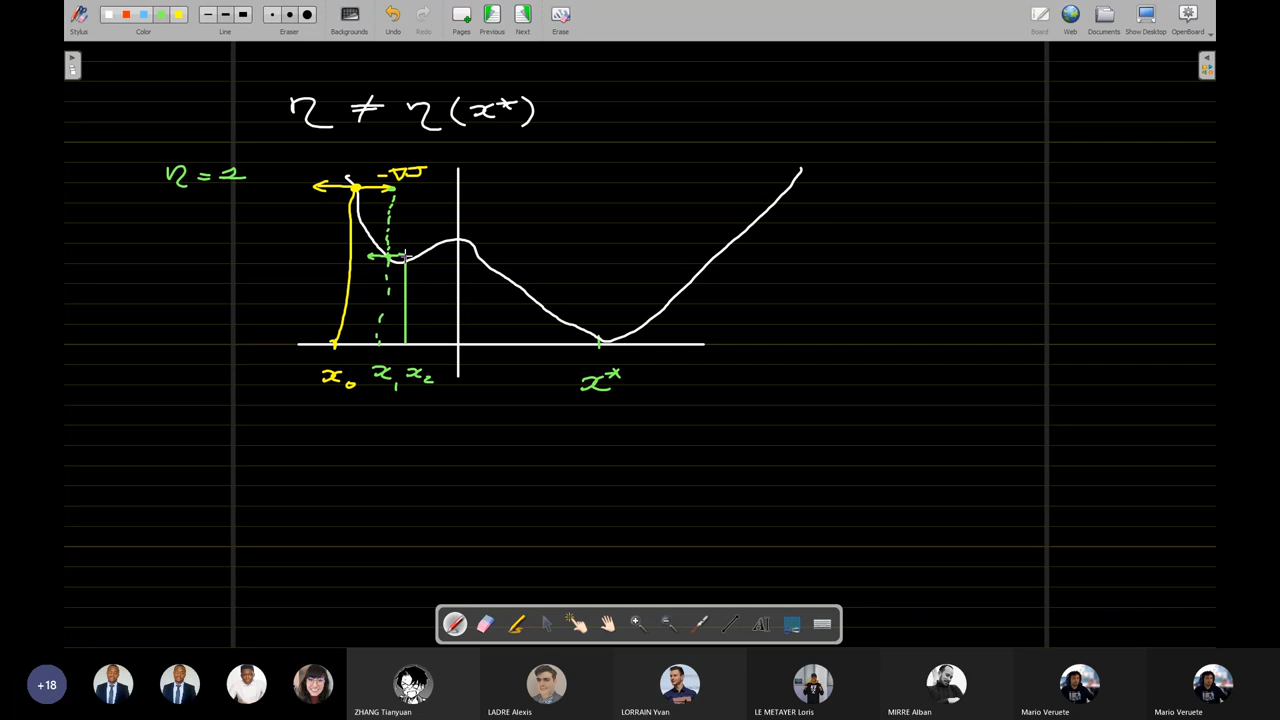 Stylus Color Line Eraser Backgrounds Undo Redo Pages Previous Next Erase Board Web Documents Show Desktop OpenBoard
η ≠ η(x*)
η = 1
-∇J
x₀ x₁ x₂ x*
AI
+18
ZHANG Tianyuan LADRE Alexis LORRAIN Yvan LE METAYER Loris MIRRE Alban Mario Veruete Mario Veruete